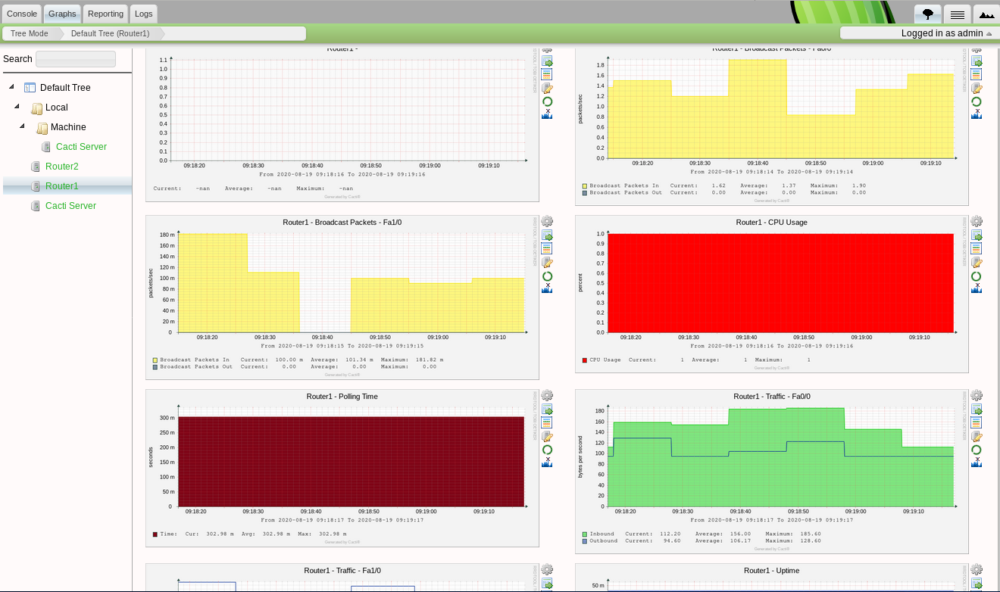 Console Graphs Reporting Logs
Tree Mode Default Tree (Router1)
Logged in as admin
Search
Default Tree
Local
Machine
Cacti Server
Router2
Router1
Cacti Server
Router1 -
1.1
1.0
0.9
0.8
0.7
0.6
0.5
0.4
0.3
0.2
0.1
0.0
09:18:20 09:18:30 09:18:40 09:18:50 09:19:00 09:19:10
From 2020-08-19 09:18:16 To 2020-08-19 09:19:16
Current: -nan Average: -nan Maximum: -nan
Generated by Cacti®
RRDTOOL / TOBI OETIKER
Router1 - Broadcast Packets - Fa0/0
packets/sec
1.8
1.6
1.4
1.2
1.0
0.8
0.6
0.4
0.2
0.0
09:18:20 09:18:30 09:18:40 09:18:50 09:19:00 09:19:10
From 2020-08-19 09:18:14 To 2020-08-19 09:19:14
Broadcast Packets In Current: 1.62 Average: 1.37 Maximum: 1.90
Broadcast Packets Out Current: 0.00 Average: 0.00 Maximum: 0.00
Generated by Cacti®
RRDTOOL / TOBI OETIKER
Router1 - Broadcast Packets - Fa1/0
packets/sec
180 m
160 m
140 m
120 m
100 m
80 m
60 m
40 m
20 m
0
09:18:20 09:18:30 09:18:40 09:18:50 09:19:00 09:19:10
From 2020-08-19 09:18:15 To 2020-08-19 09:19:15
Broadcast Packets In Current: 100.00 m Average: 101.34 m Maximum: 181.82 m
Broadcast Packets Out Current: 0.00 Average: 0.00 Maximum: 0.00
Generated by Cacti®
RRDTOOL / TOBI OETIKER
Router1 - CPU Usage
percent
1.0
0.9
0.8
0.7
0.6
0.5
0.4
0.3
0.2
0.1
0.0
09:18:20 09:18:30 09:18:40 09:18:50 09:19:00 09:19:10
From 2020-08-19 09:18:16 To 2020-08-19 09:19:16
CPU Usage Current: 1 Average: 1 Maximum: 1
Generated by Cacti®
RRDTOOL / TOBI OETIKER
Router1 - Polling Time
seconds
300 m
250 m
200 m
150 m
100 m
50 m
0
09:18:20 09:18:30 09:18:40 09:18:50 09:19:00 09:19:10
From 2020-08-19 09:18:17 To 2020-08-19 09:19:17
Time: Cur: 302.98 m Avg: 302.98 m Max: 302.98 m
Generated by Cacti®
RRDTOOL / TOBI OETIKER
Router1 - Traffic - Fa0/0
bytes per second
180
160
140
120
100
80
60
40
20
0
09:18:20 09:18:30 09:18:40 09:18:50 09:19:00 09:19:10
From 2020-08-19 09:18:17 To 2020-08-19 09:19:17
Inbound Current: 112.20 Average: 156.00 Maximum: 185.60
Outbound Current: 94.60 Average: 106.17 Maximum: 128.60
Generated by Cacti®
RRDTOOL / TOBI OETIKER
Router1 - Traffic - Fa1/0
Router1 - Uptime
50 m